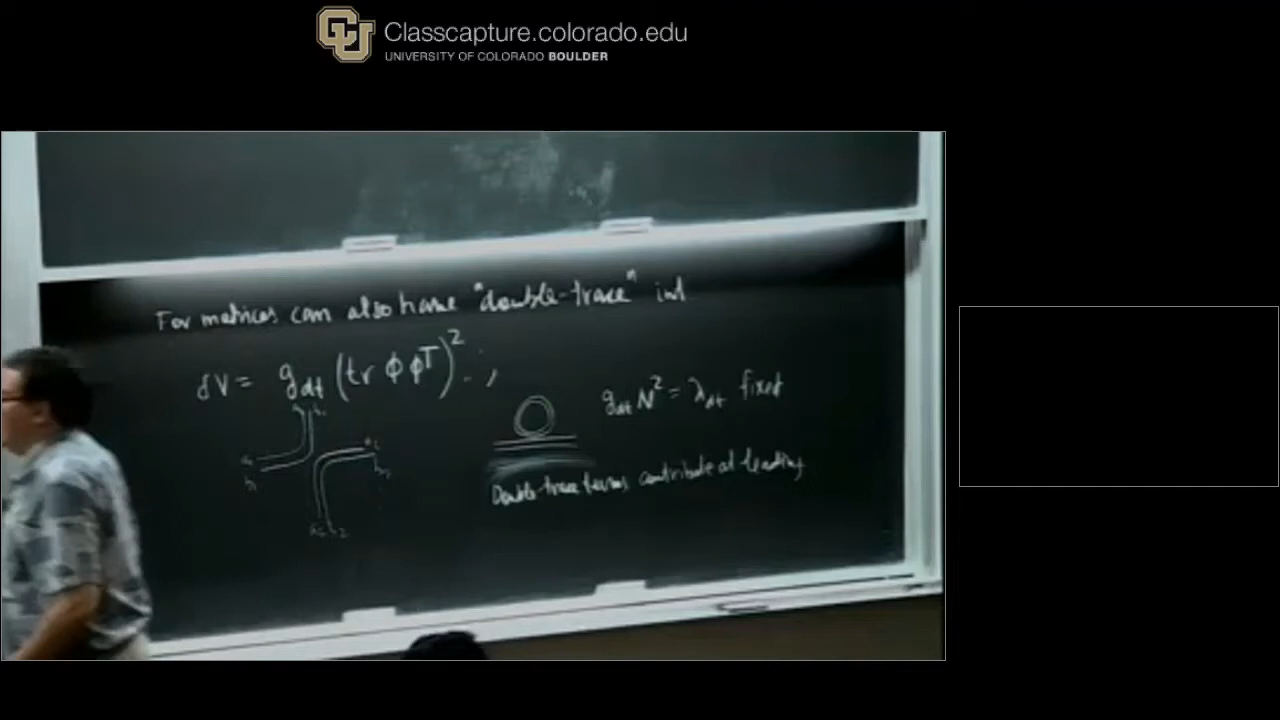 Classcapture.colorado.edu
UNIVERSITY OF COLORADO BOULDER
For matrices can also have "double-trace" int
δV = g_dt (tr ϕ ϕ^T)^2 . . ,
g_dt N^2 = λ_dt fixed
Double-trace terms contribute at leading